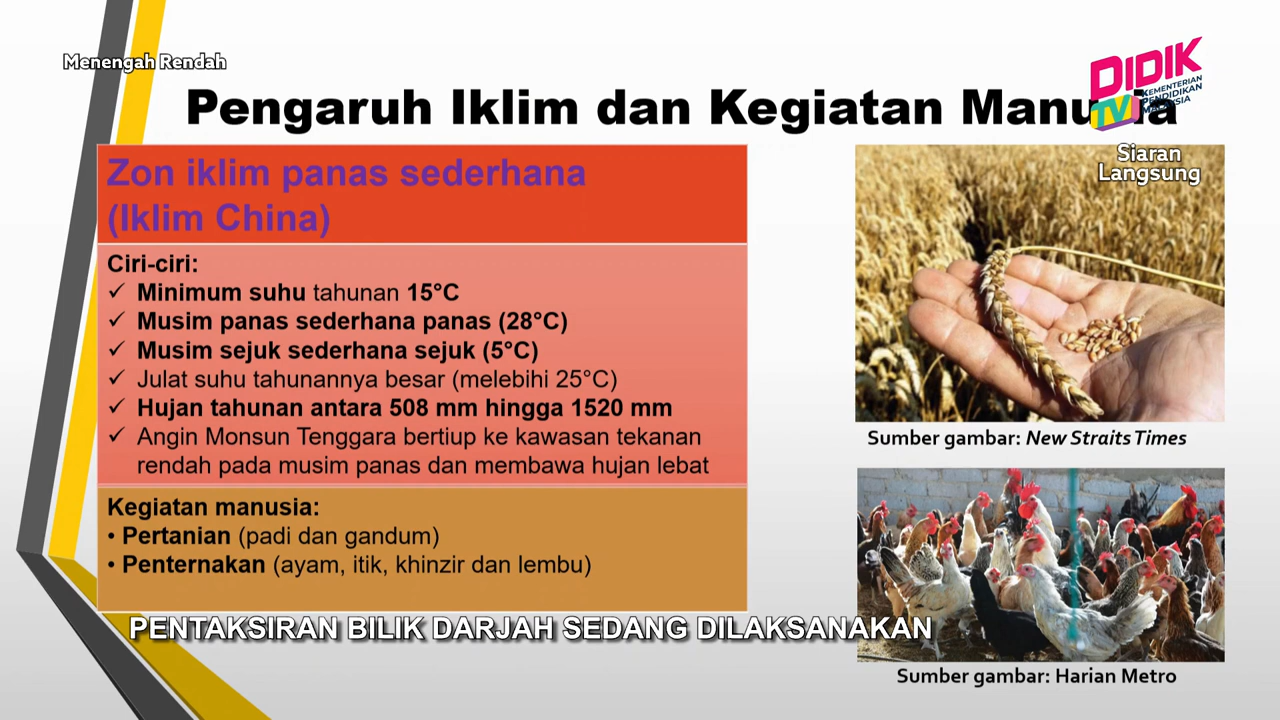 Menengah Rendah
Pengaruh Iklim dan Kegiatan Manusia
DIDIK
TV
KEMENTERIAN
PENDIDIKAN
MALAYSIA
Siaran
Langsung
Zon iklim panas sederhana
(Iklim China)
Ciri-ciri:
✓ Minimum suhu tahunan 15°C
✓ Musim panas sederhana panas (28°C)
✓ Musim sejuk sederhana sejuk (5°C)
✓ Julat suhu tahunannya besar (melebihi 25°C)
✓ Hujan tahunan antara 508 mm hingga 1520 mm
✓ Angin Monsun Tenggara bertiup ke kawasan tekanan
rendah pada musim panas dan membawa hujan lebat
Kegiatan manusia:
• Pertanian (padi dan gandum)
• Penternakan (ayam, itik, khinzir dan lembu)
Sumber gambar: New Straits Times
Sumber gambar: Harian Metro
PENTAKSIRAN BILIK DARJAH SEDANG DILAKSANAKAN